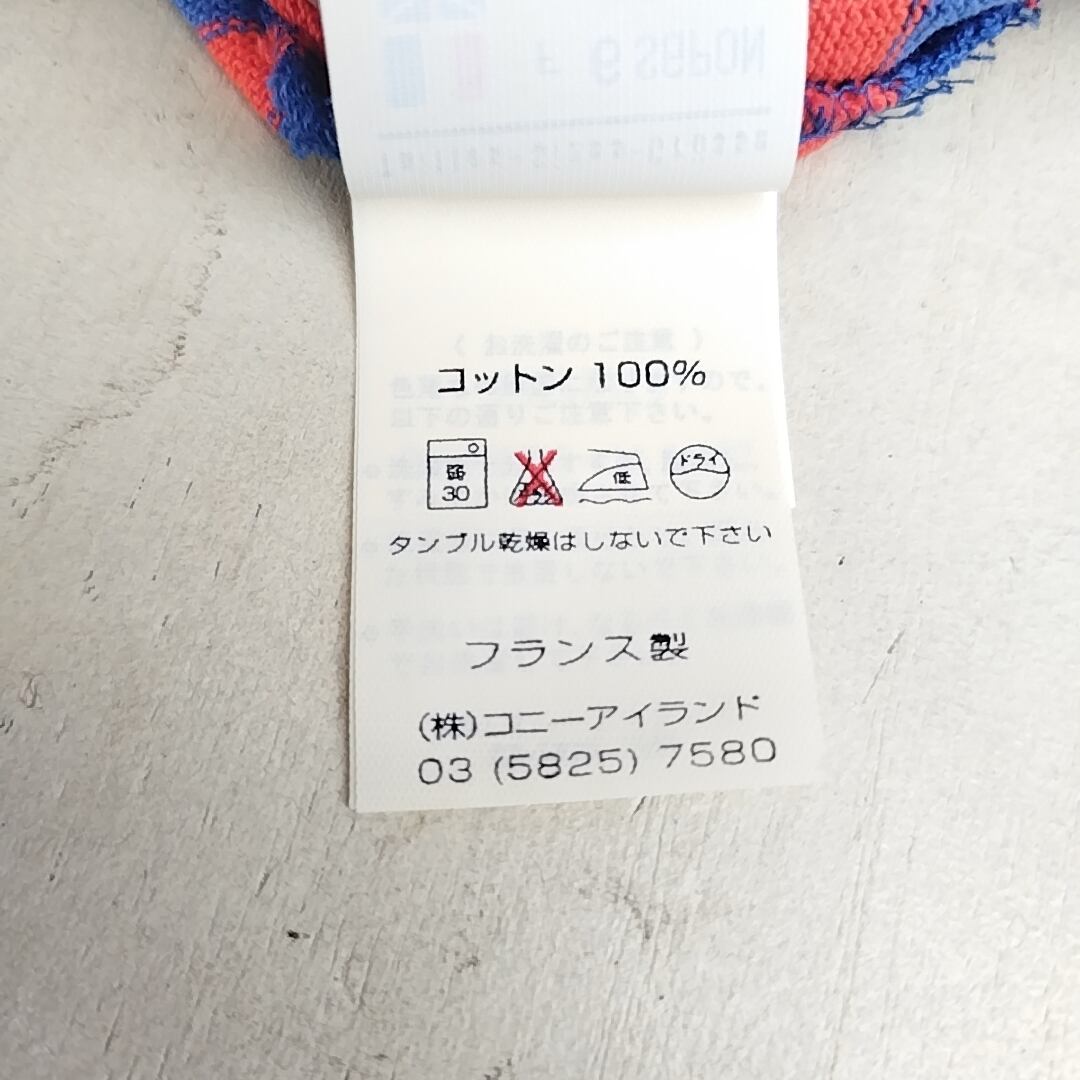 コットン 100%
弱
30
低
ドライ
タンブル乾燥はしないで下さい
フランス製
(株)コニーアイランド
03 (5825) 7580